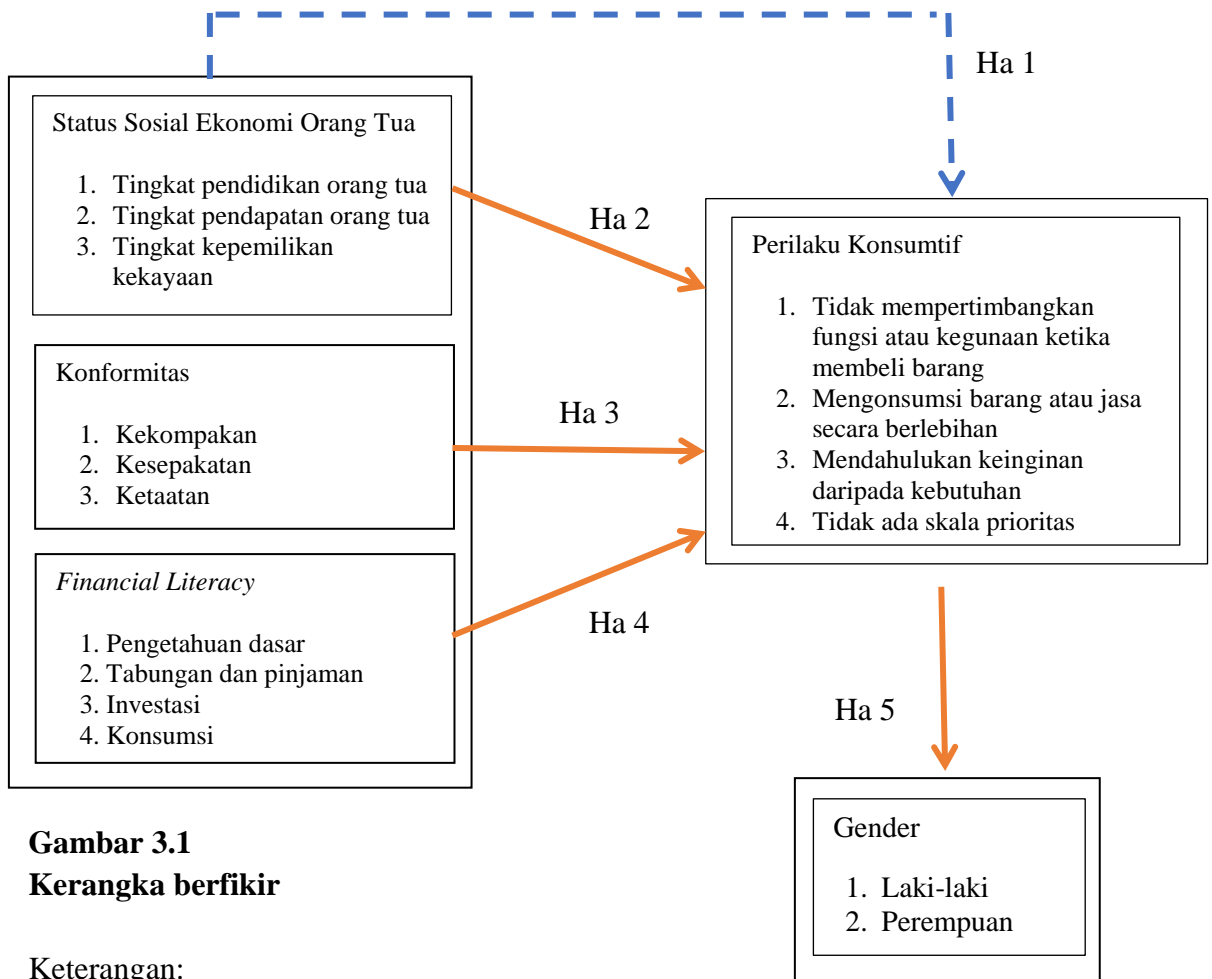 Ha 1
Status Sosial Ekonomi Orang Tua
1. Tingkat pendidikan orang tua
2. Tingkat pendapatan orang tua
3. Tingkat kepemilikan
kekayaan
Ha 2
Konformitas
1. Kekompakan
2. Kesepakatan
3. Ketaatan
Ha 3
Financial Literacy
1. Pengetahuan dasar
2. Tabungan dan pinjaman
3. Investasi
4. Konsumsi
Ha 4
Perilaku Konsumtif
1. Tidak mempertimbangkan
fungsi atau kegunaan ketika
membeli barang
2. Mengonsumsi barang atau jasa
secara berlebihan
3. Mendahulukan keinginan
daripada kebutuhan
4. Tidak ada skala prioritas
Ha 5
Gender
1. Laki-laki
2. Perempuan
Gambar 3.1
Kerangka berfikir
Keterangan: